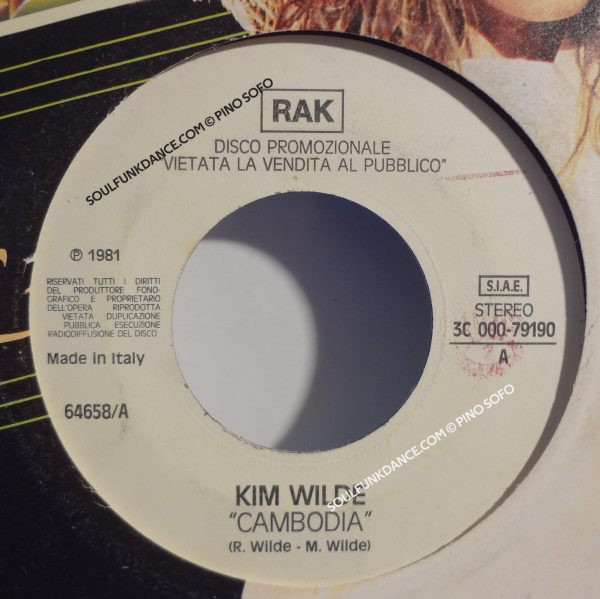 RAK
DISCO PROMOZIONALE
"VIETATA LA VENDITA AL PUBBLICO"
SOULFUNKDANCE.COM © PINO SOFO
℗ 1981
RISERVATI TUTTI I DIRITTI
DEL PRODUTTORE FONO-
GRAFICO E PROPRIETARIO
DELL'OPERA RIPRODOTTA
VIETATA DUPLICAZIONE
PUBBLICA ESECUZIONE
RADIODIFFUSIONE DEL DISCO
Made in Italy
64658/A
S.I.A.E.
STEREO
3C 000-79190
A
SOULFUNKDANCE.COM © PINO SOFO
KIM WILDE
"CAMBODIA"
(R. Wilde - M. Wilde)